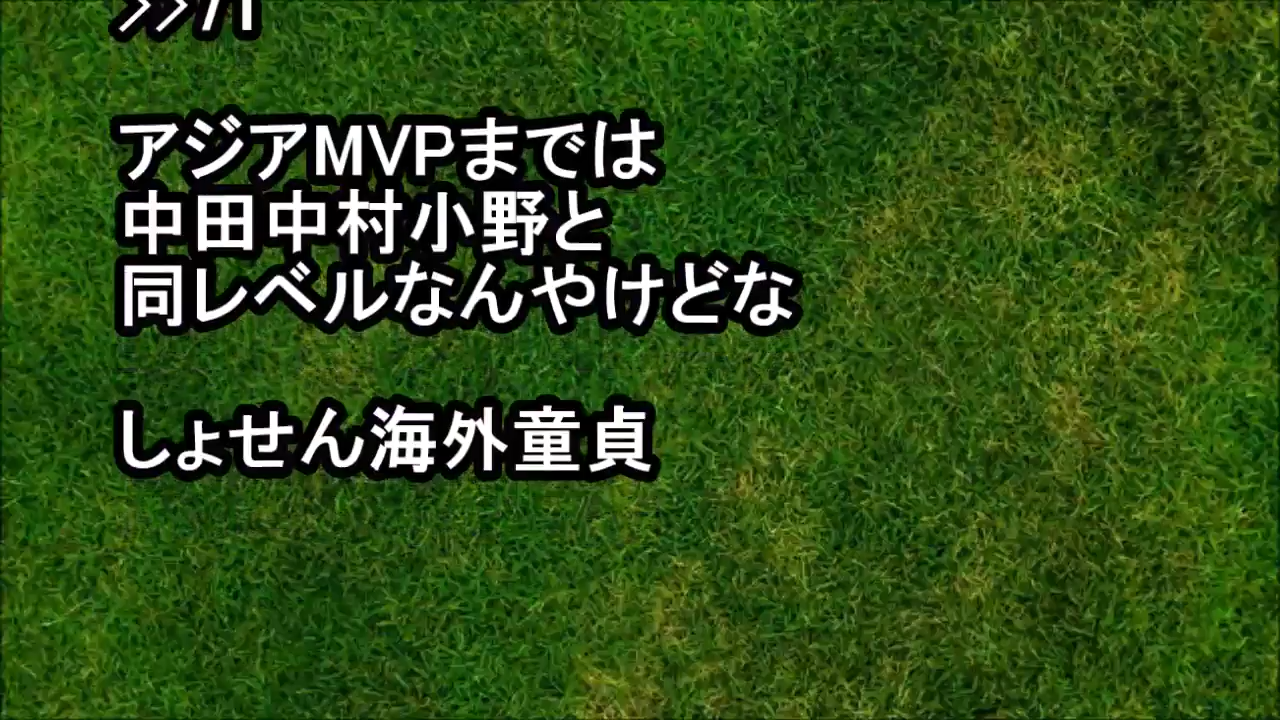 アジアMVPまでは
中田中村小野と
同レベルなんやけどな
しょせん海外童貞